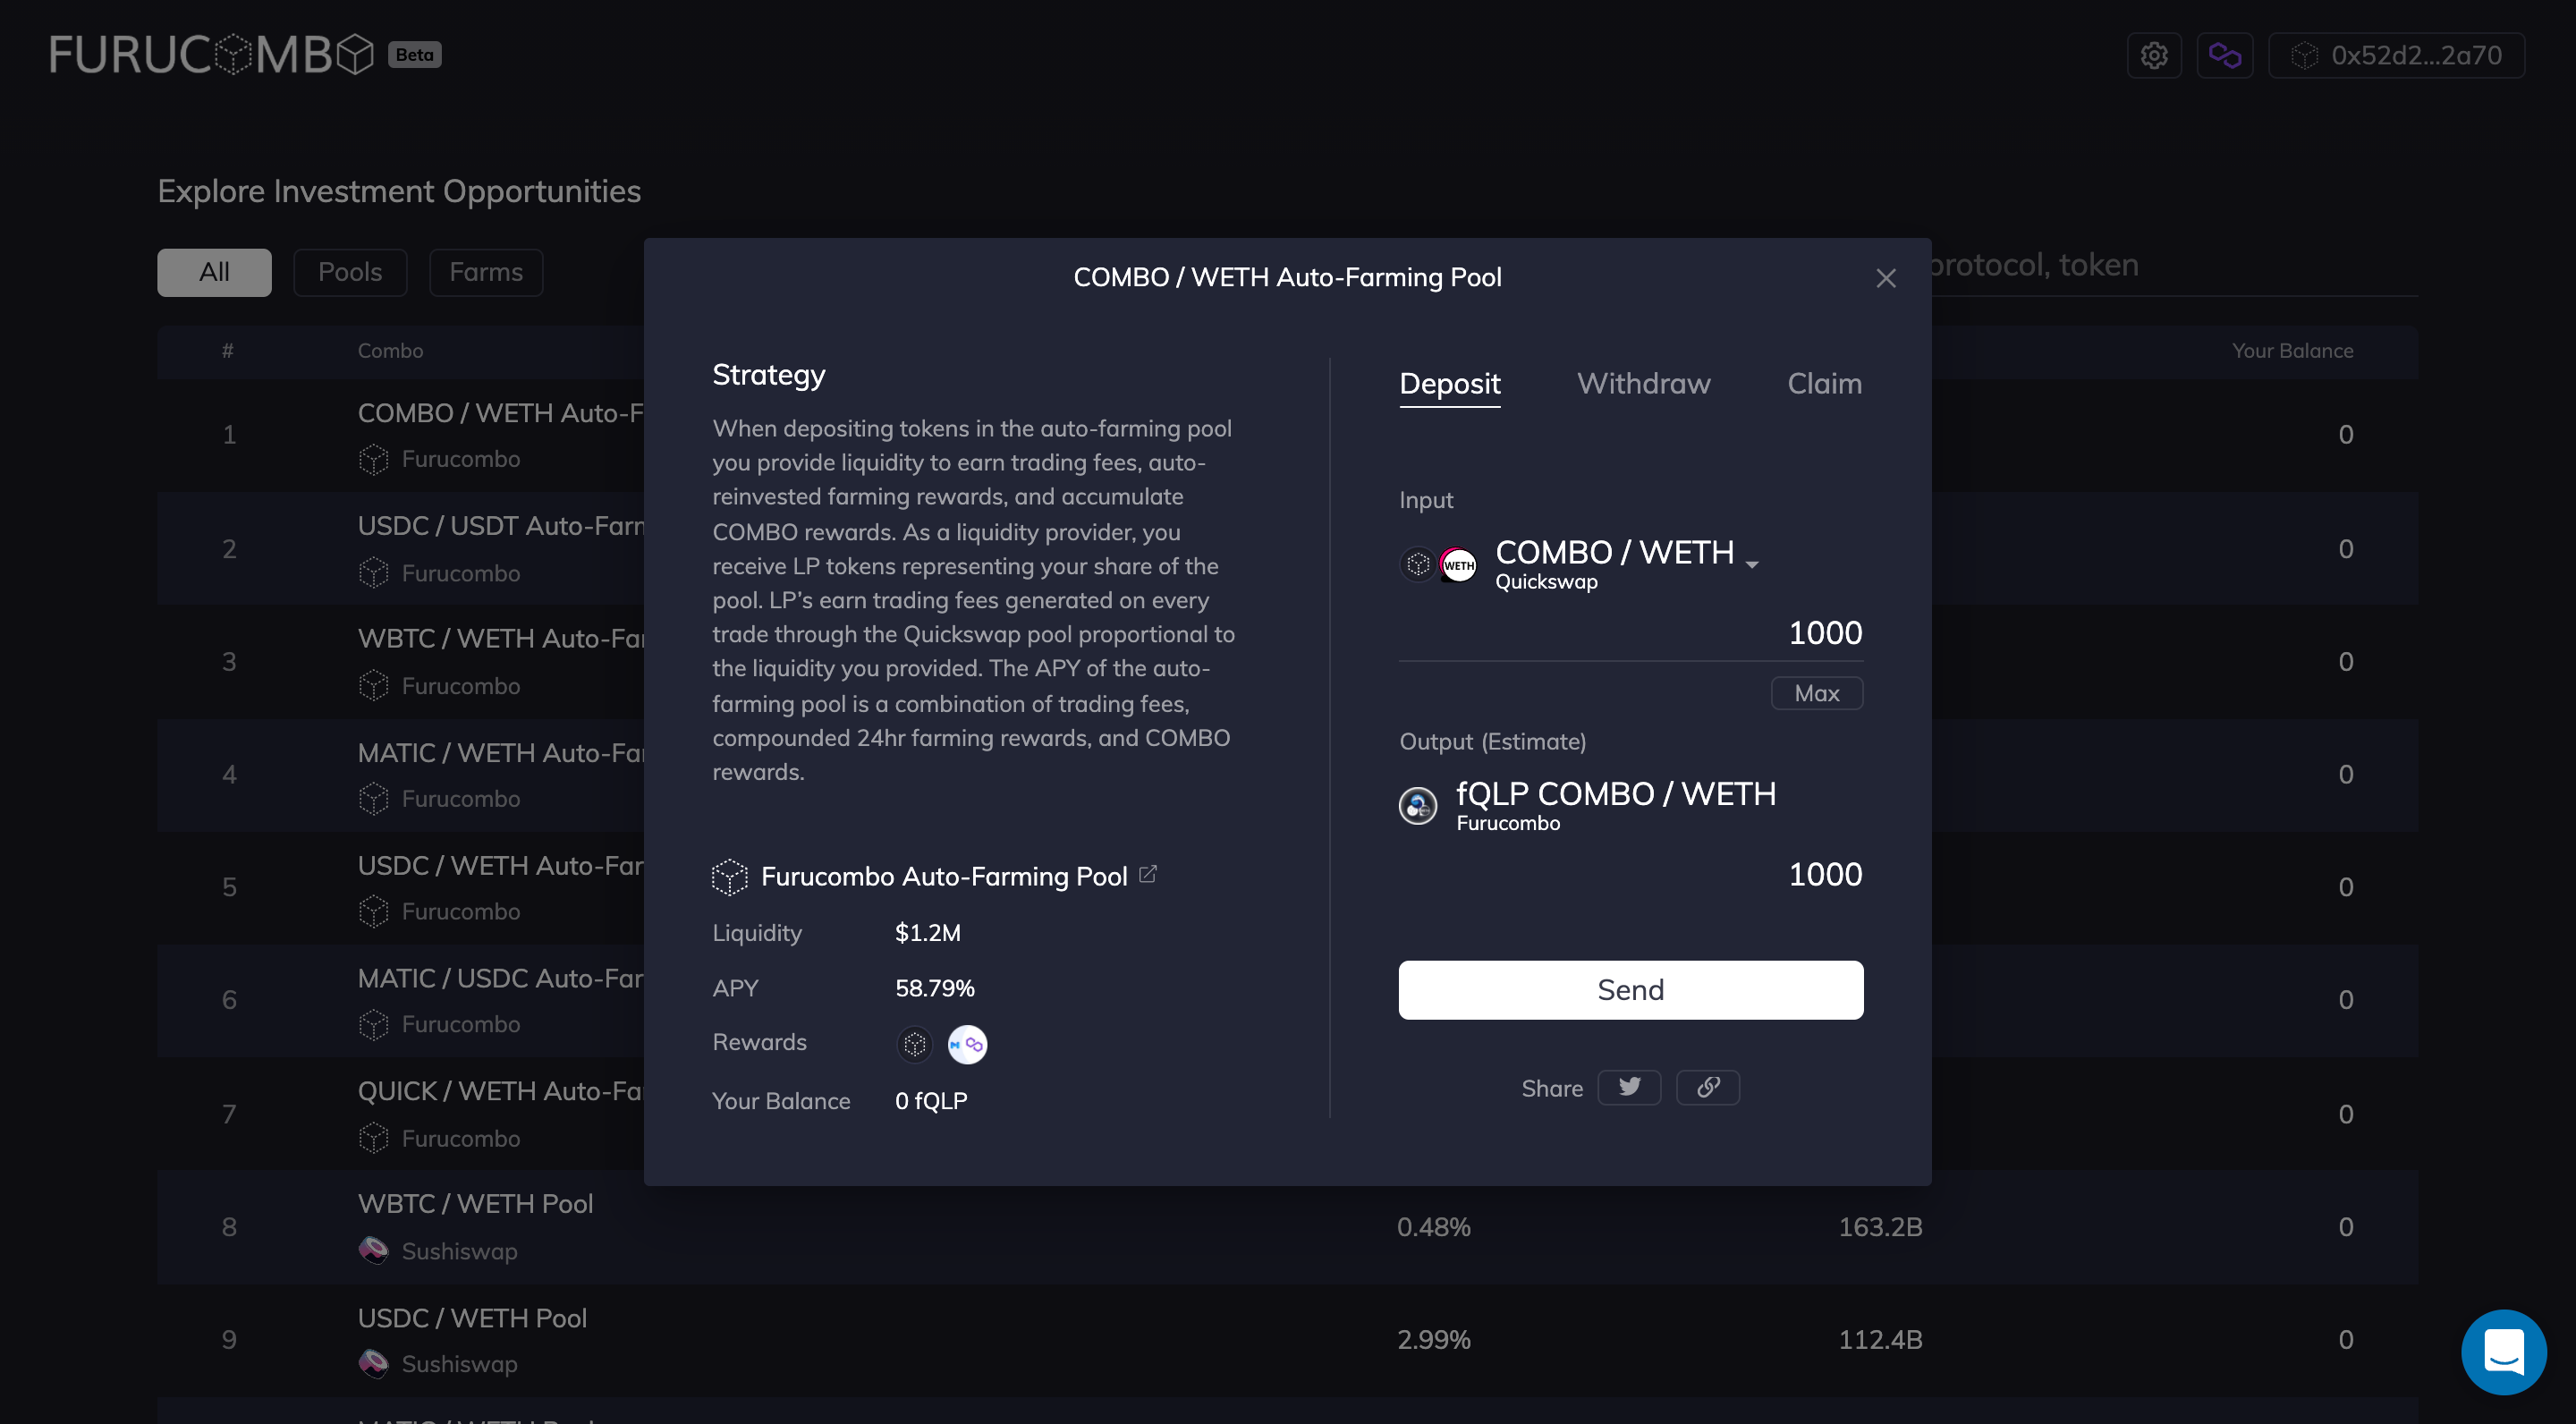 FURUCOMBO Beta
0x52d2...2a70
Explore Investment Opportunities
All Pools Farms
protocol, token
# Combo Your Balance
1 COMBO / WETH Auto-F 0
Furucombo
2 USDC / USDT Auto-Farm 0
Furucombo
3 WBTC / WETH Auto-Fa 0
Furucombo
4 MATIC / WETH Auto-Fa 0
Furucombo
5 USDC / WETH Auto-Far 0
Furucombo
6 MATIC / USDC Auto-Far 0
Furucombo
7 QUICK / WETH Auto-Fa 0
Furucombo
8 WBTC / WETH Pool 0.48% 163.2B 0
Sushiswap
9 USDC / WETH Pool 2.99% 112.4B 0
Sushiswap
COMBO / WETH Auto-Farming Pool
Strategy
When depositing tokens in the auto-farming pool
you provide liquidity to earn trading fees, auto-
reinvested farming rewards, and accumulate
COMBO rewards. As a liquidity provider, you
receive LP tokens representing your share of the
pool. LP’s earn trading fees generated on every
trade through the Quickswap pool proportional to
the liquidity you provided. The APY of the auto-
farming pool is a combination of trading fees,
compounded 24hr farming rewards, and COMBO
rewards.
Furucombo Auto-Farming Pool
Liquidity $1.2M
APY 58.79%
Rewards
Your Balance 0 fQLP
Deposit Withdraw Claim
Input
WETH
COMBO / WETH
Quickswap
1000
Max
Output (Estimate)
fQLP COMBO / WETH
Furucombo
1000
Send
Share